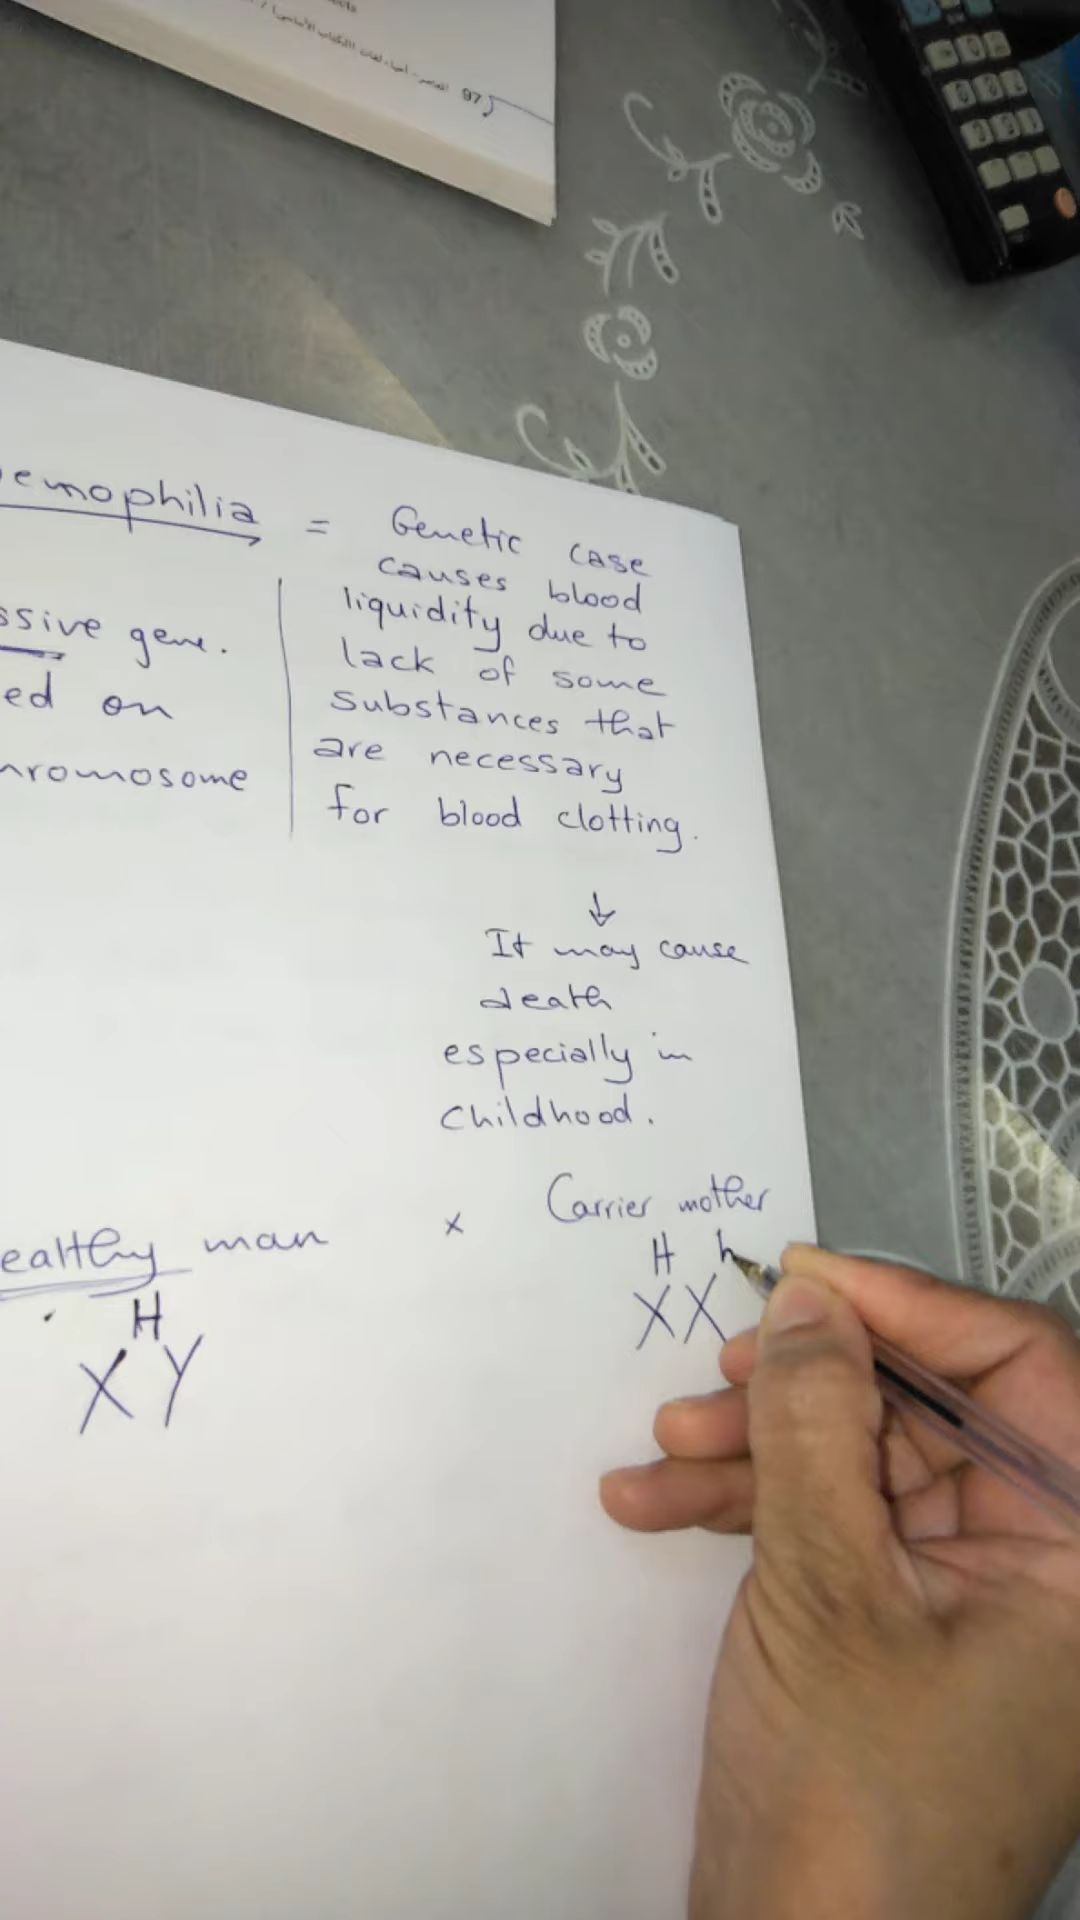 emophilia = Genetic case
causes blood
liquidity due to
lack of some
substances that
are necessary
for blood clotting.
ssive gene.
ed on
hromosome
↓
It may cause
death
especially in
childhood.
ealthy man x Carrier mother
H
X Y
H h
X X
97